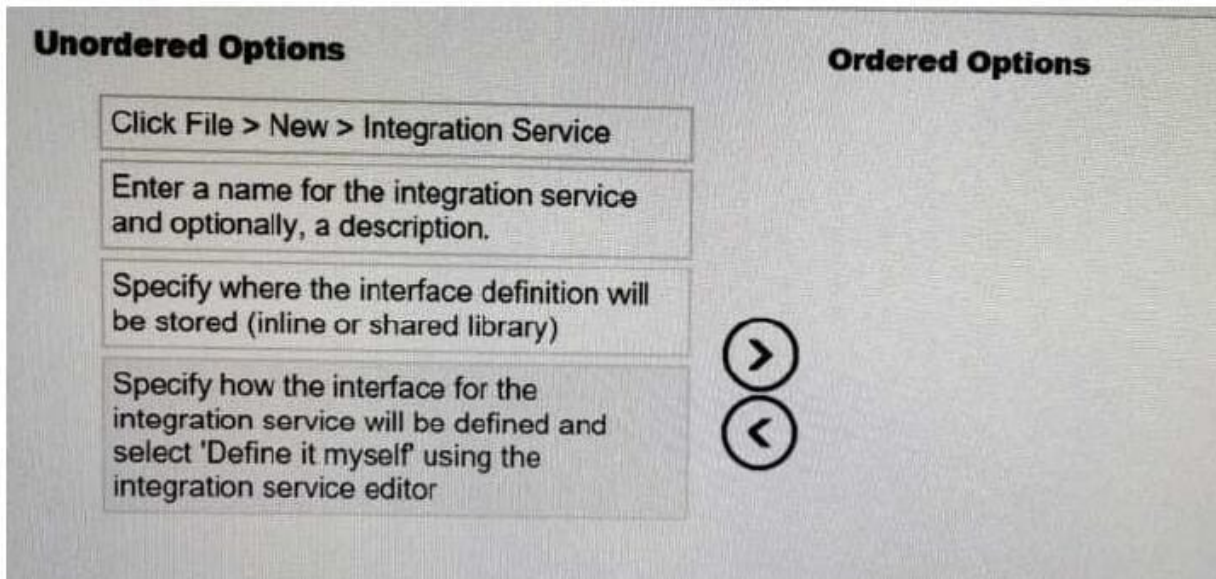 Unordered Options
Ordered Options
Click File > New > Integration Service
Enter a name for the integration service
and optionally, a description.
Specify where the interface definition will
be stored (inline or shared library)
Specify how the interface for the
integration service will be defined and
select 'Define it myself' using the
integration service editor
>
<